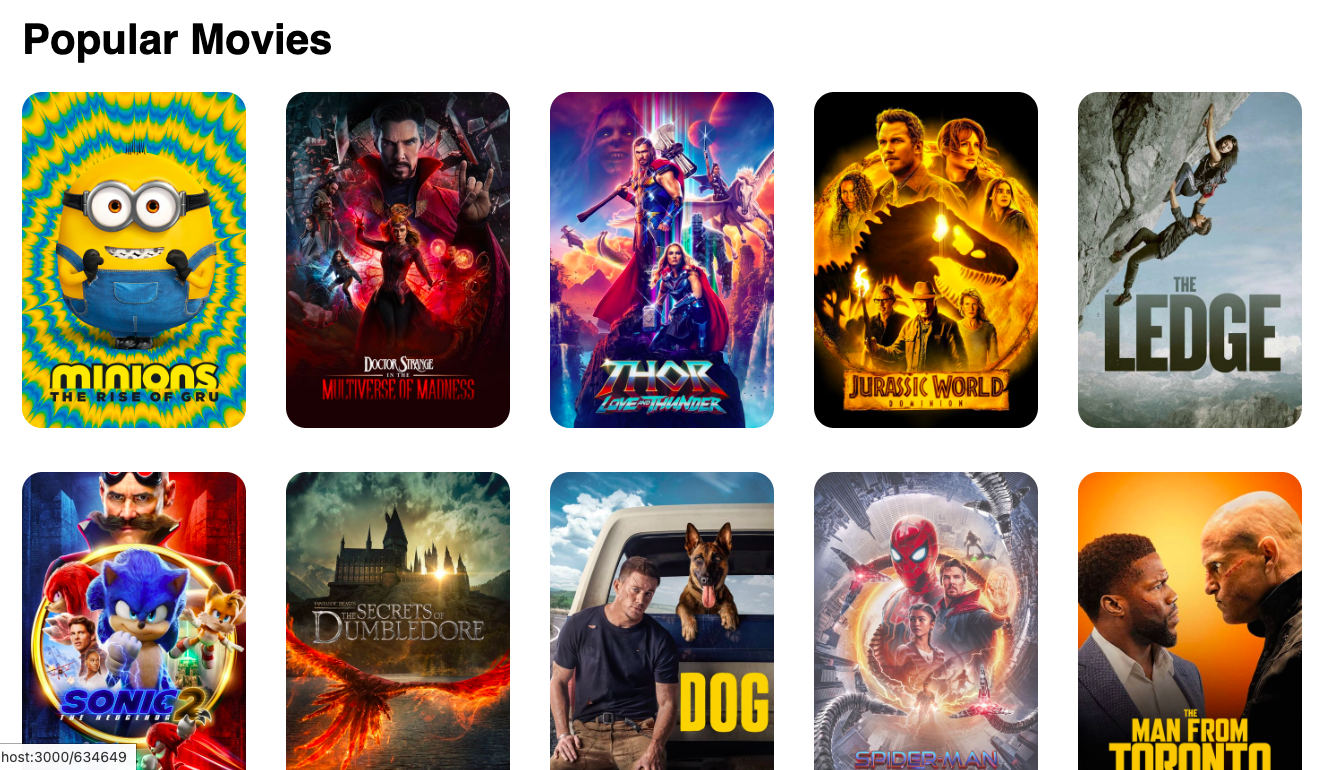 Popular Movies
MINIONS
THE RISE OF GRU
DOCTOR STRANGE
IN THE
MULTIVERSE OF MADNESS
THOR
LOVE AND THUNDER
JURASSIC WORLD
DOMINION
THE
LEDGE
SONIC 2
THE HEDGEHOG
FANTASTIC BEASTS
THE SECRETS OF
DUMBLEDORE
DOG
SPIDER-MAN
THE
MAN FROM
TORONTO
host:3000/634649